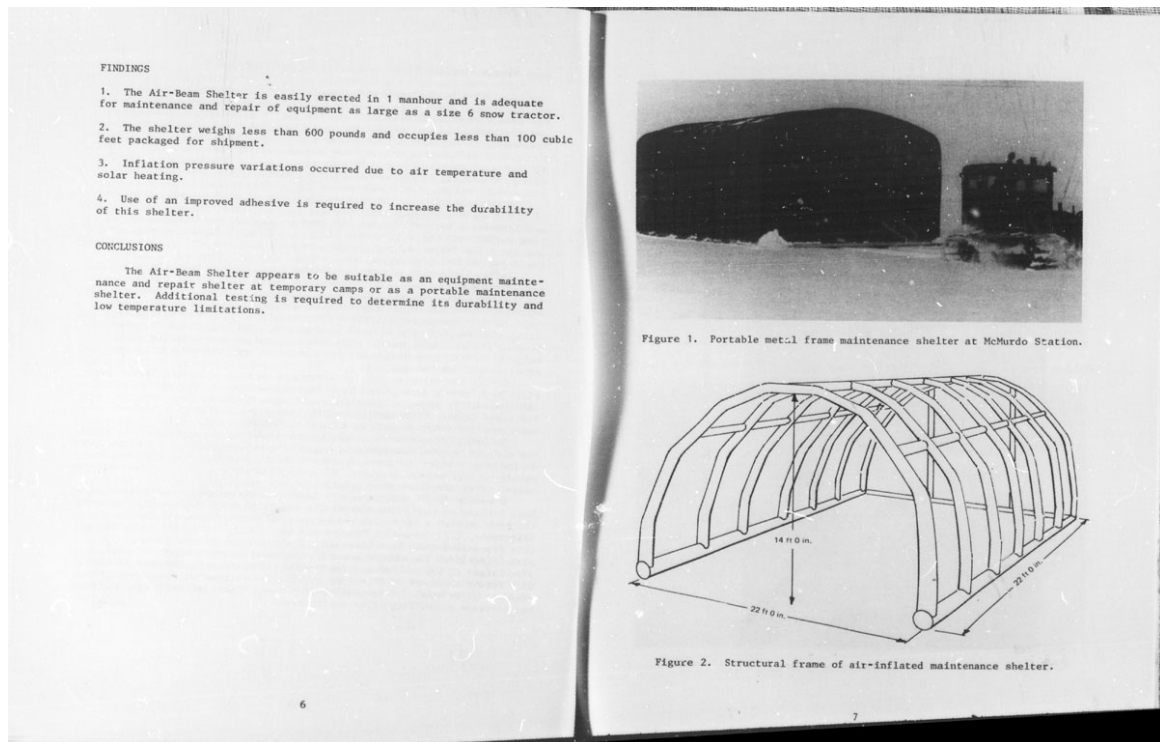 FINDINGS
1. The Air-Beam Shelter is easily erected in 1 manhour and is adequate
for maintenance and repair of equipment as large as a size 6 snow tractor.
2. The shelter weighs less than 600 pounds and occupies less than 100 cubic
feet packaged for shipment.
3. Inflation pressure variations occurred due to air temperature and
solar heating.
4. Use of an improved adhesive is required to increase the durability
of this shelter.
CONCLUSIONS
The Air-Beam Shelter appears to be suitable as an equipment mainte-
nance and repair shelter at temporary camps or as a portable maintenance
shelter. Additional testing is required to determine its durability and
low temperature limitations.
6
Figure 1. Portable metal frame maintenance shelter at McMurdo Station.
14 ft 0 in.
22 ft 0 in.
22 ft 0 in.
Figure 2. Structural frame of air-inflated maintenance shelter.
7